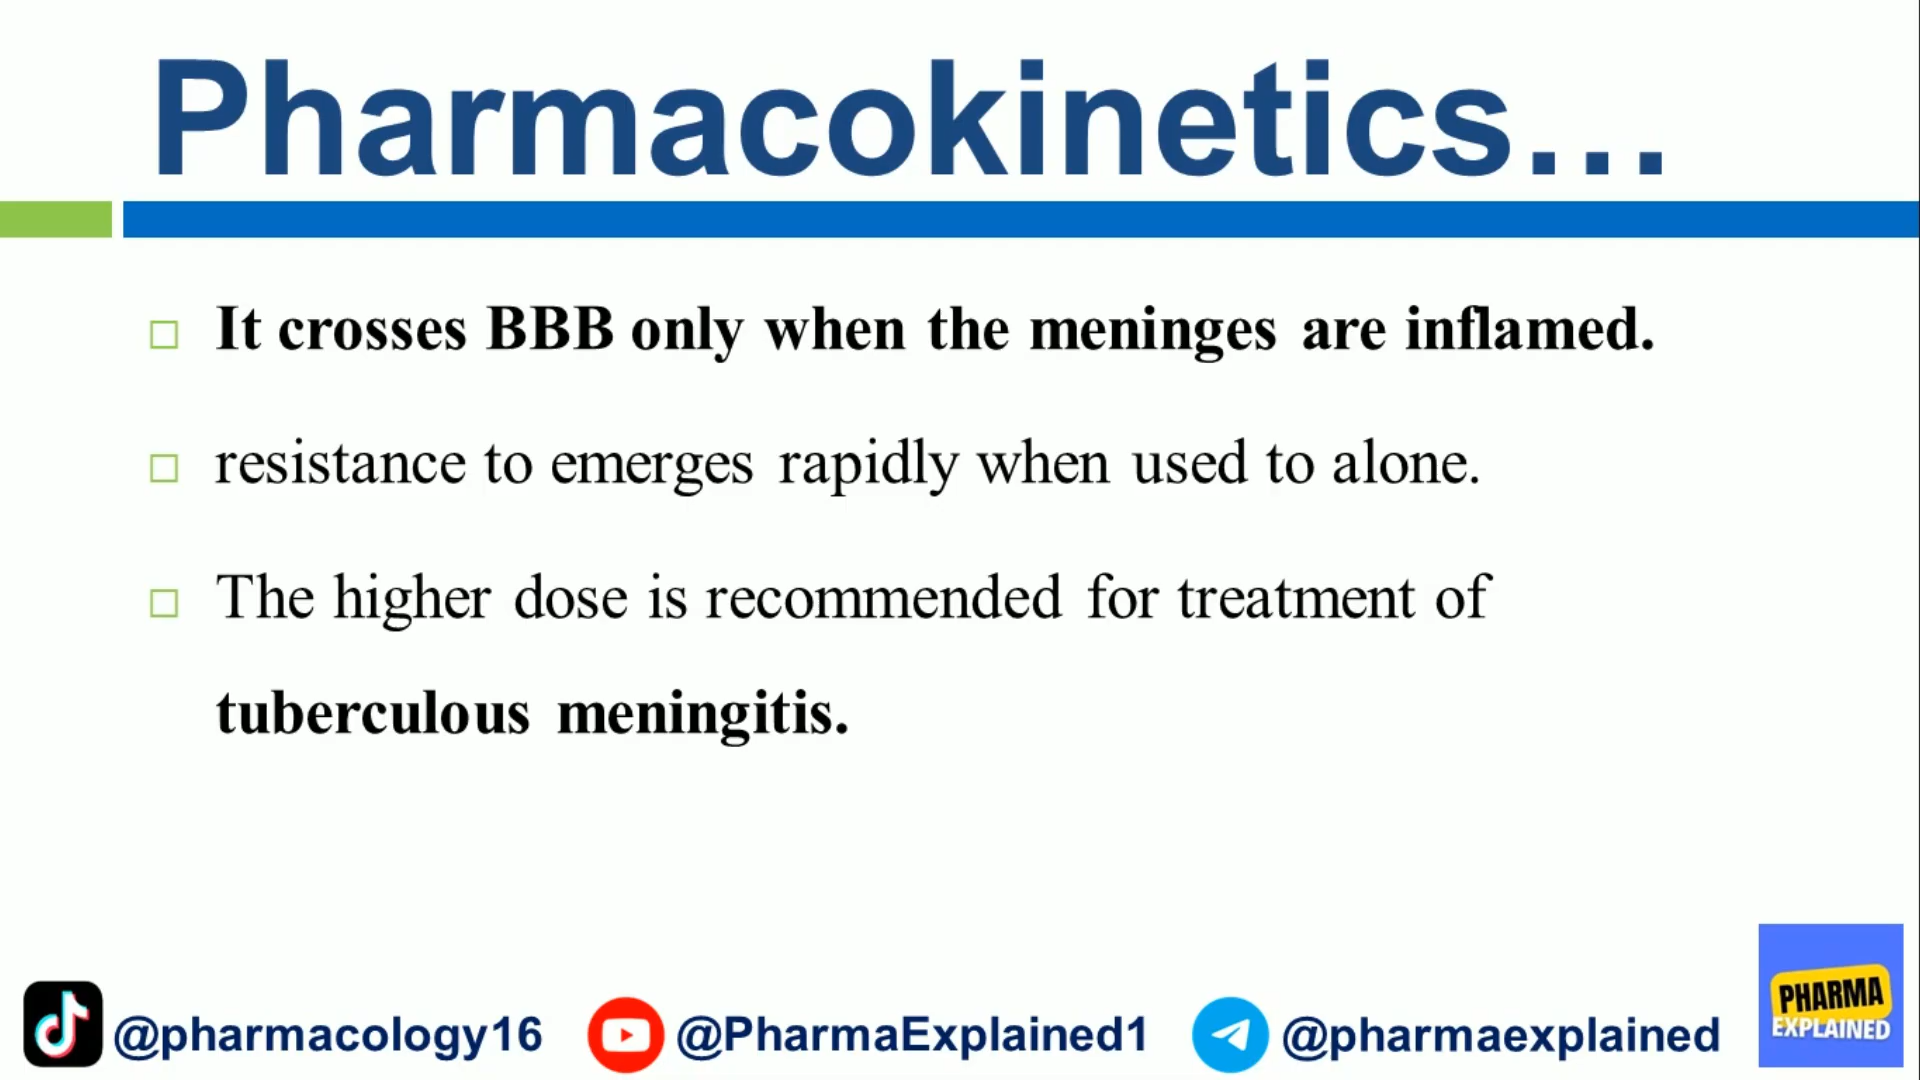 Pharmacokinetics...
It crosses BBB only when the meninges are inflamed.
resistance to emerges rapidly when used to alone.
The higher dose is recommended for treatment of
tuberculous meningitis.
@pharmacology16 @PharmaExplained1 @pharmaexplained
PHARMA
EXPLAINED